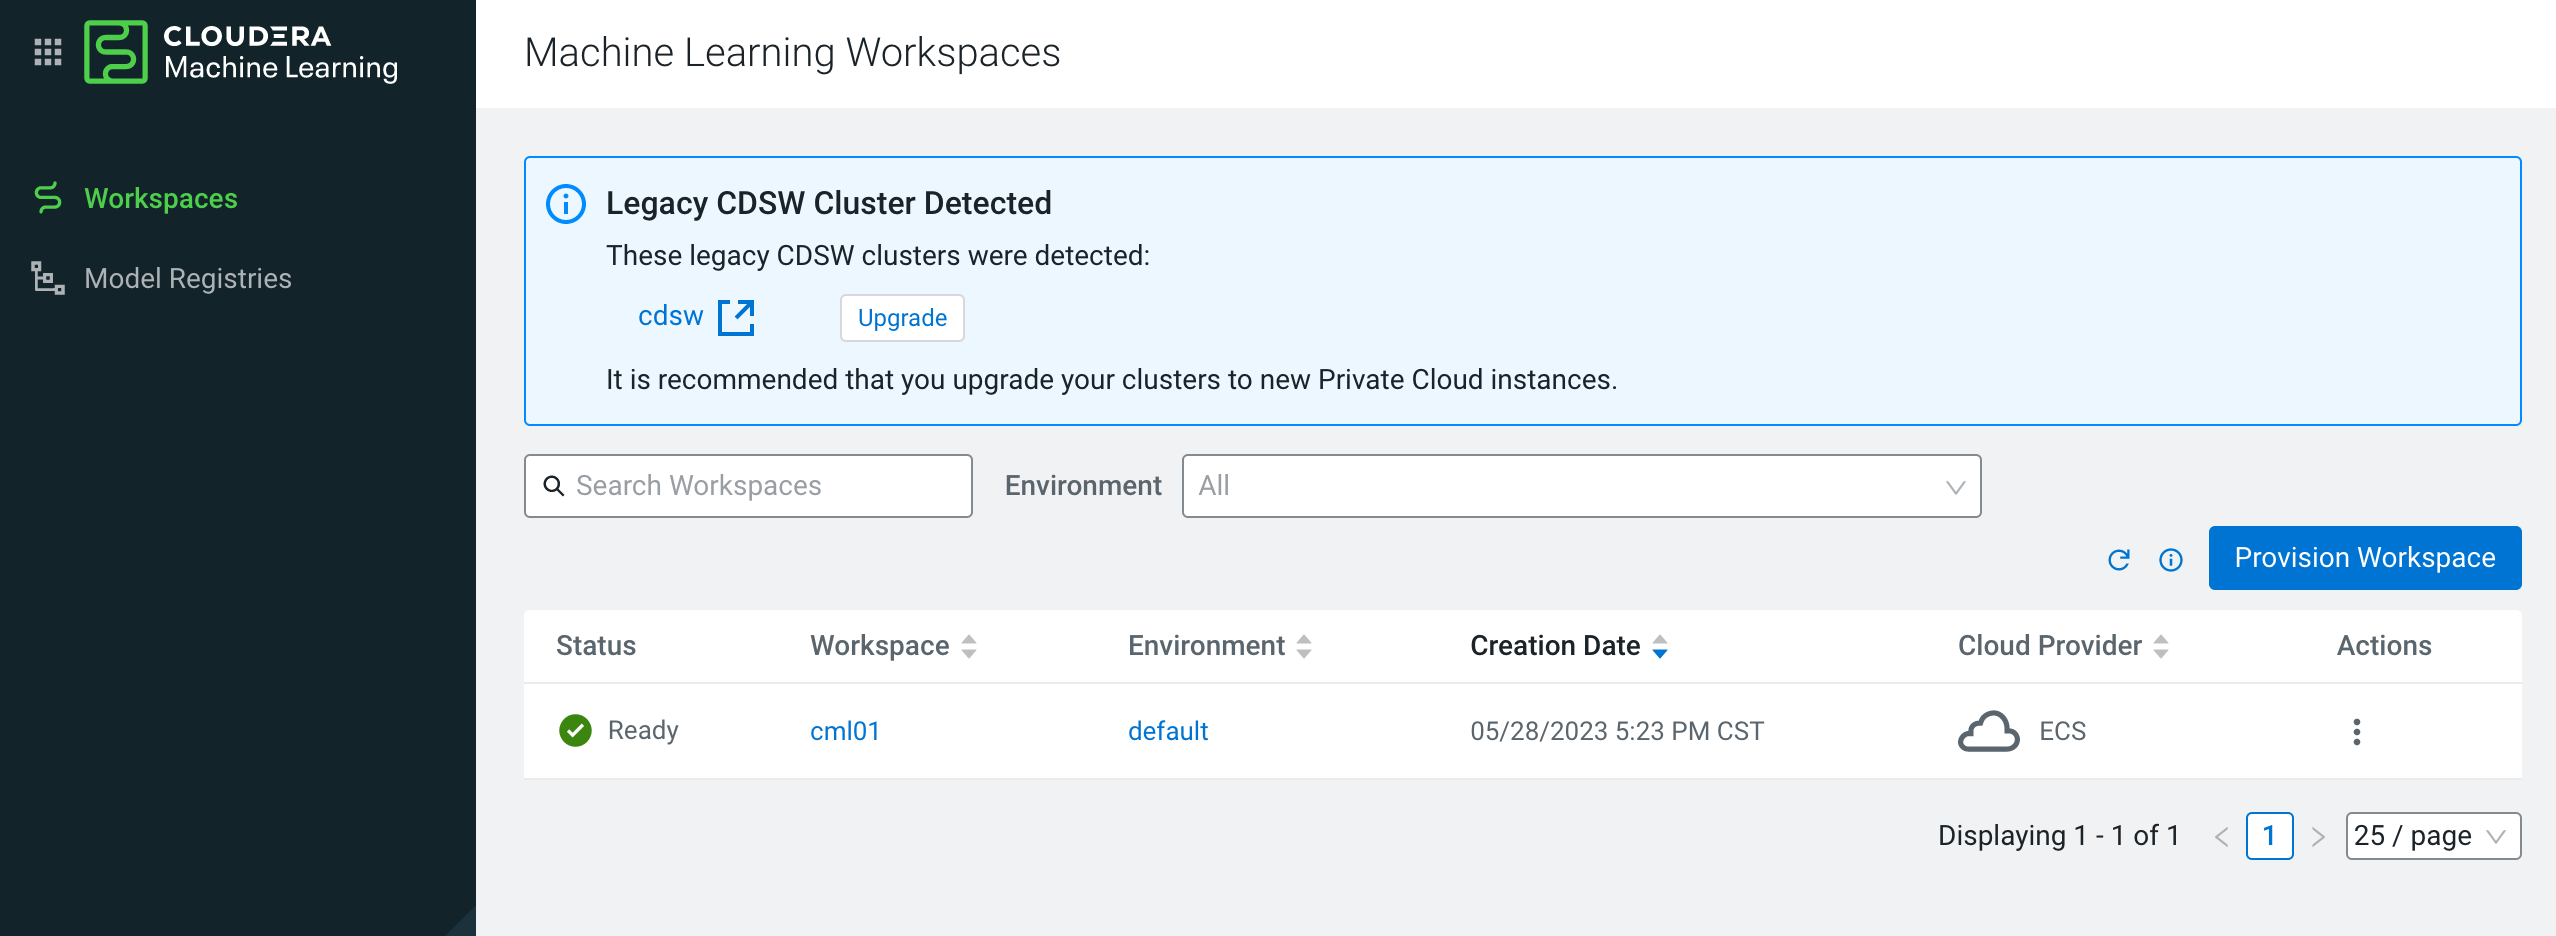 CLOUDERA
Machine Learning
Workspaces
Model Registries
Machine Learning Workspaces
Legacy CDSW Cluster Detected
These legacy CDSW clusters were detected:
cdsw Upgrade
It is recommended that you upgrade your clusters to new Private Cloud instances.
Search Workspaces Environment All
Provision Workspace
Status Workspace Environment Creation Date Cloud Provider Actions
Ready cml01 default 05/28/2023 5:23 PM CST ECS
Displaying 1 - 1 of 1 < 1 > 25 / page